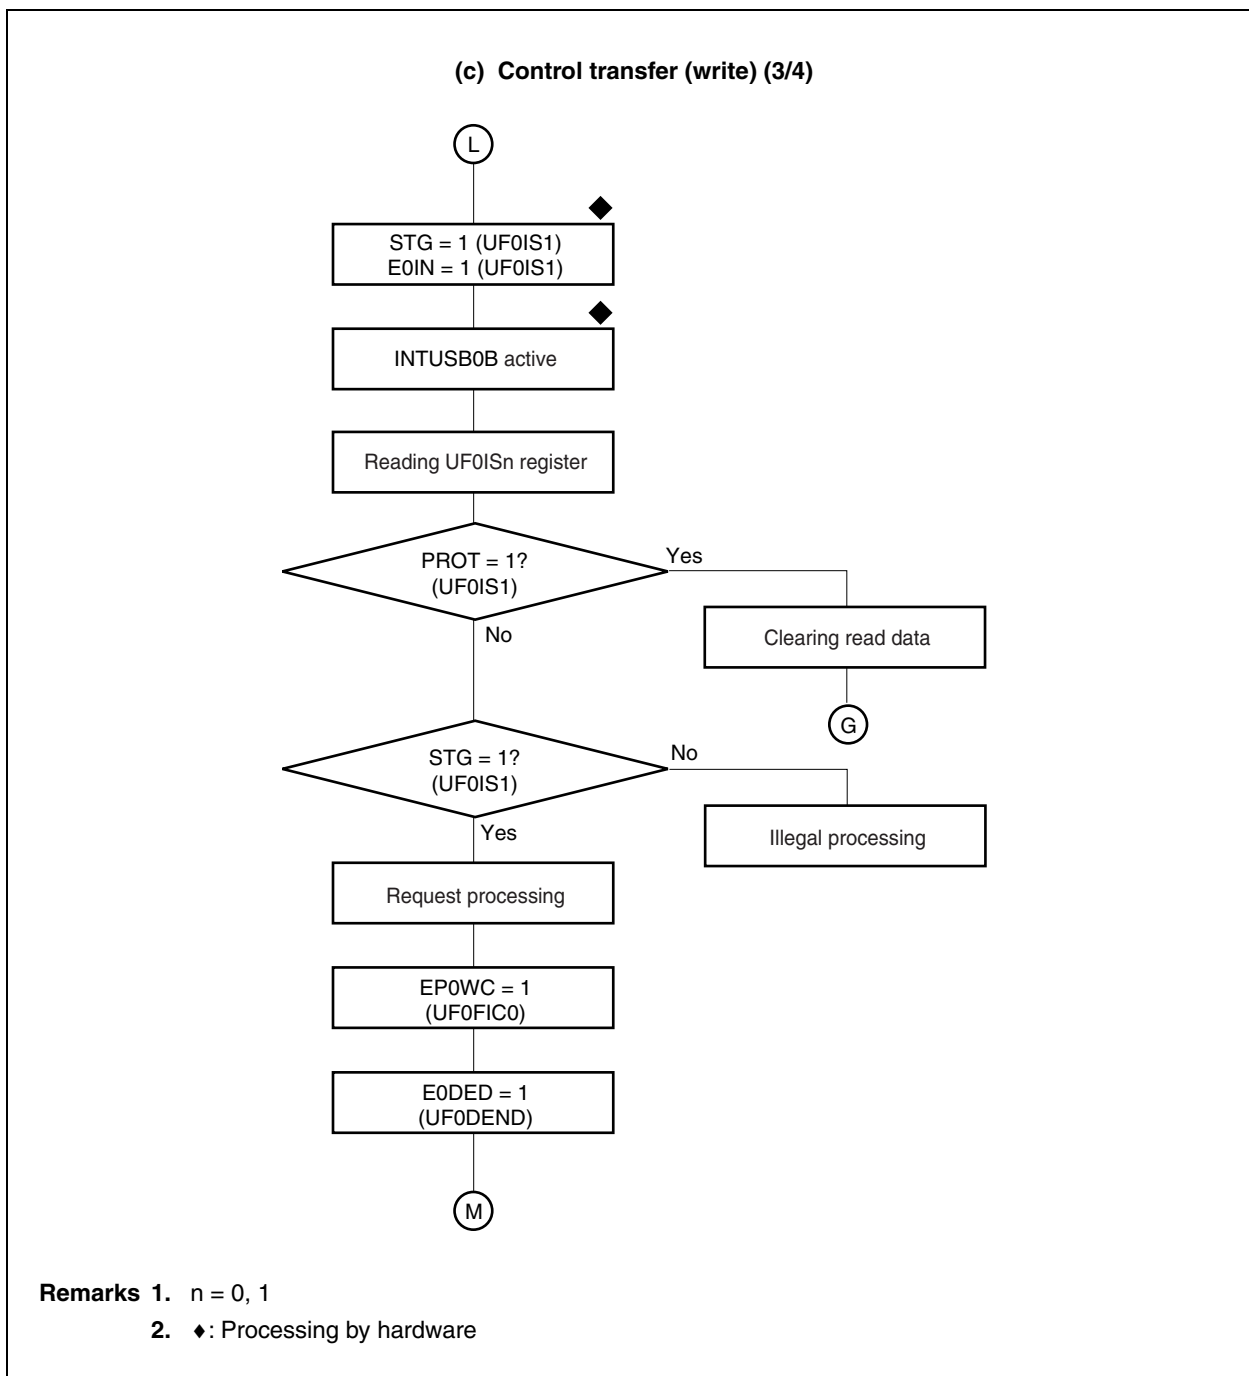 (c) Control transfer (write) (3/4)
L
STG = 1 (UF0IS1)
E0IN = 1 (UF0IS1)
INTUSB0B active
Reading UF0ISn register
PROT = 1?
(UF0IS1)
Yes
No
Clearing read data
G
STG = 1?
(UF0IS1)
No
Yes
Illegal processing
Request processing
EP0WC = 1
(UF0FIC0)
E0DED = 1
(UF0DEND)
M
Remarks 1. n = 0, 1
2. ♦: Processing by hardware